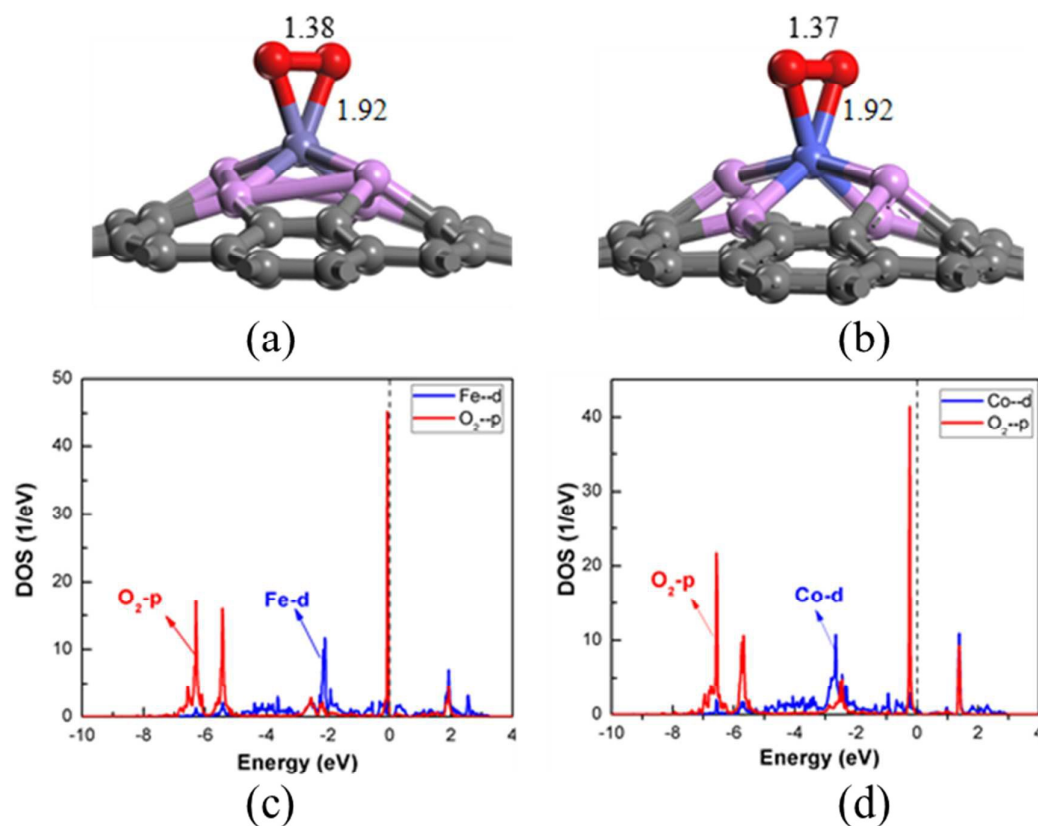 1.38
1.92
(a)
1.37
1.92
(b)
50
40
30
20
10
0
-10 -8 -6 -4 -2 0 2 4
DOS (1/eV)
Energy (eV)
Fe--d
O₂--p
O₂-p
Fe-d
(c)
40
30
20
10
0
-10 -8 -6 -4 -2 0 2 4
DOS (1/eV)
Energy (eV)
Co--d
O₂--p
O₂-p
Co-d
(d)